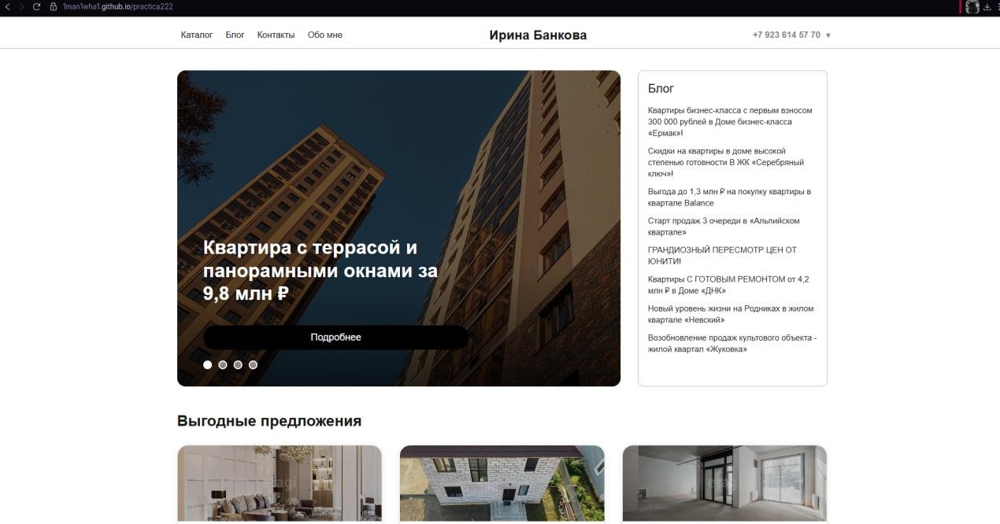 1man1wha1.github.io/practica222
Каталог Блог Контакты Обо мне
Ирина Банкова
+7 923 614 57 70 ▼
Квартира с террасой и
панорамными окнами за
9,8 млн ₽
Подробнее
Блог
Квартиры бизнес-класса с первым взносом
300 000 рублей в Доме бизнес-класса
«Ермак»!
Скидки на квартиры в доме высокой
степенью готовности В ЖК «Серебряный
ключ»!
Выгода до 1,3 млн ₽ на покупку квартиры в
квартале Balance
Старт продаж 3 очереди в «Альпийском
квартале»
ГРАНДИОЗНЫЙ ПЕРЕСМОТР ЦЕН ОТ
ЮНИТИ!
Квартиры С ГОТОВЫМ РЕМОНТОМ от 4,2
млн ₽ в Доме «ДНК»
Новый уровень жизни на Родниках в жилом
квартале «Невский»
Возобновление продаж культового объекта -
жилой квартал «Жуковка»
Выгодные предложения